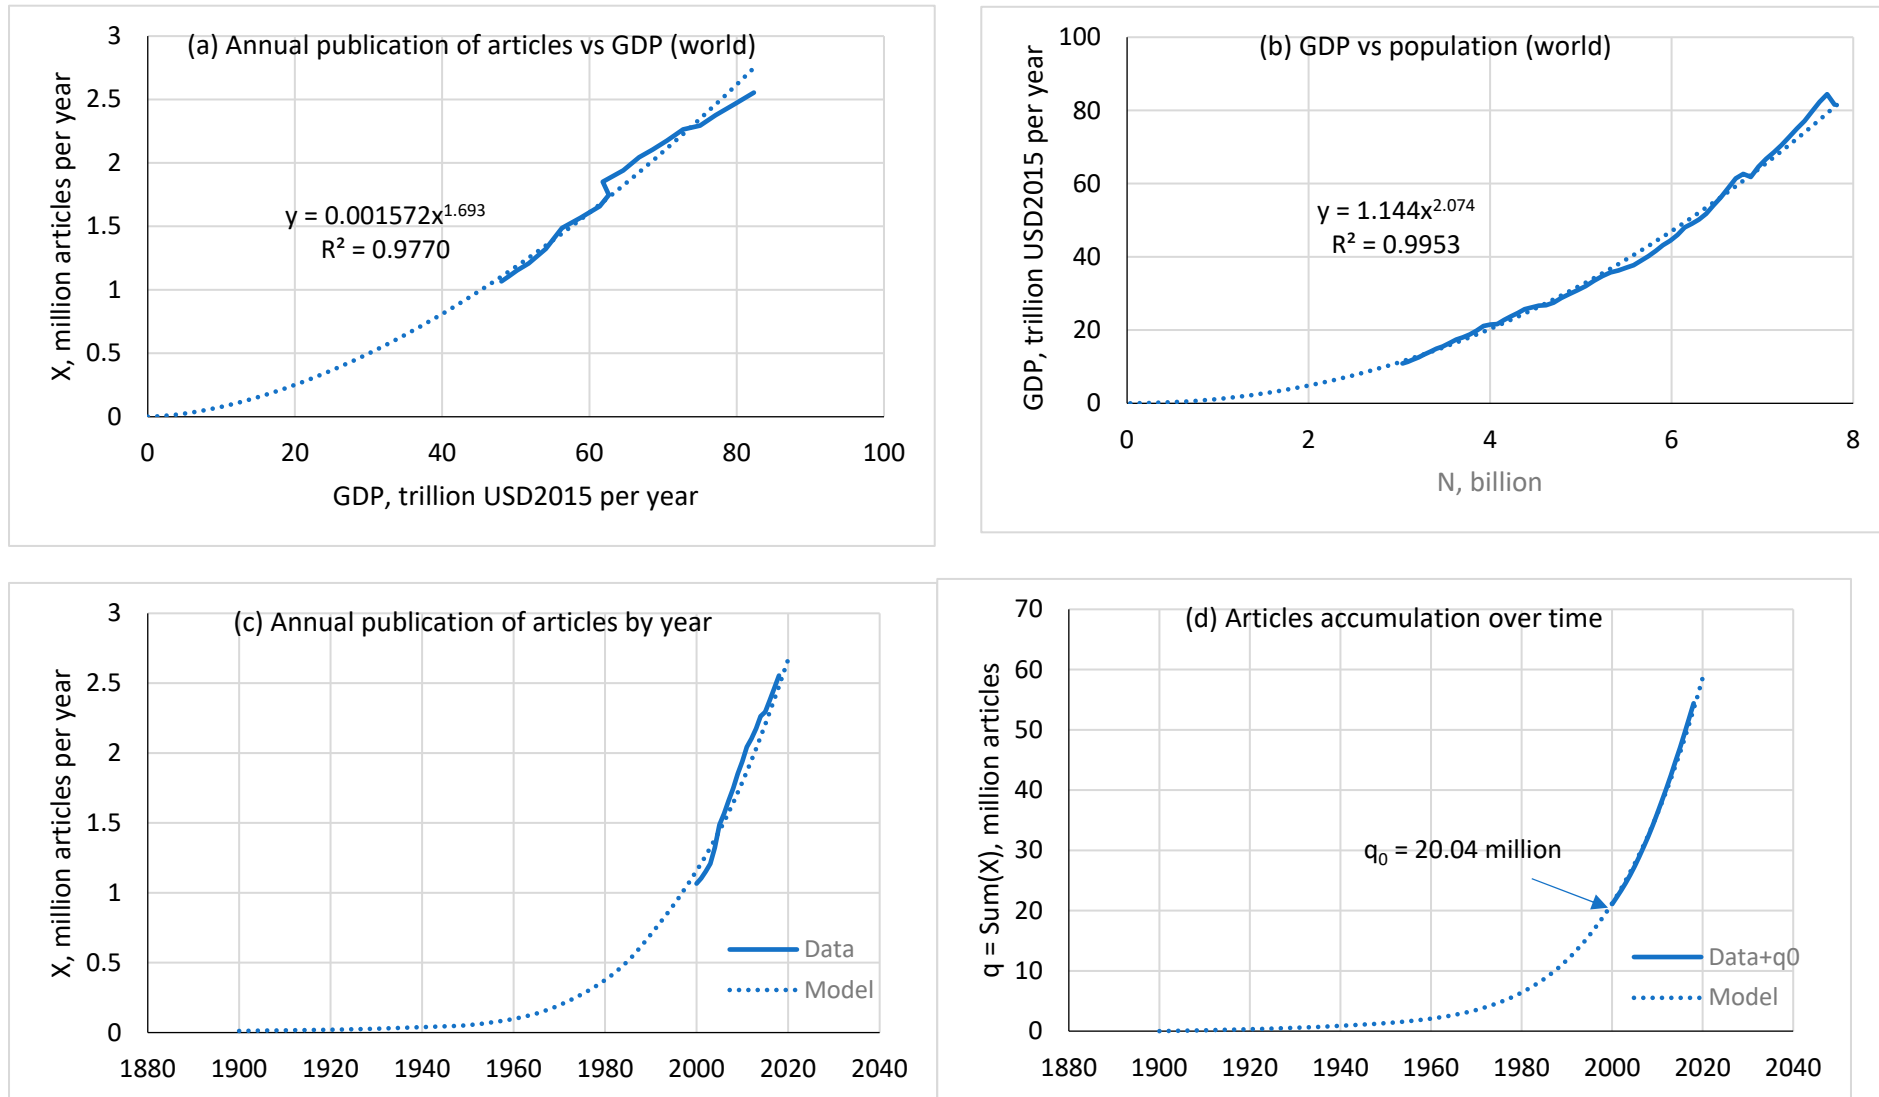 (a) Annual publication of articles vs GDP (world)
X, million articles per year
3
2.5
2
1.5
1
0.5
0
y = 0.001572x^1.693
R² = 0.9770
0 20 40 60 80 100
GDP, trillion USD2015 per year
(b) GDP vs population (world)
GDP, trillion USD2015 per year
100
80
60
40
20
0
y = 1.144x^2.074
R² = 0.9953
0 2 4 6 8
N, billion
(c) Annual publication of articles by year
X, million articles per year
3
2.5
2
1.5
1
0.5
0
Data
Model
1880 1900 1920 1940 1960 1980 2000 2020 2040
(d) Articles accumulation over time
q = Sum(X), million articles
70
60
50
40
30
20
10
0
q₀ = 20.04 million
Data+q0
Model
1880 1900 1920 1940 1960 1980 2000 2020 2040